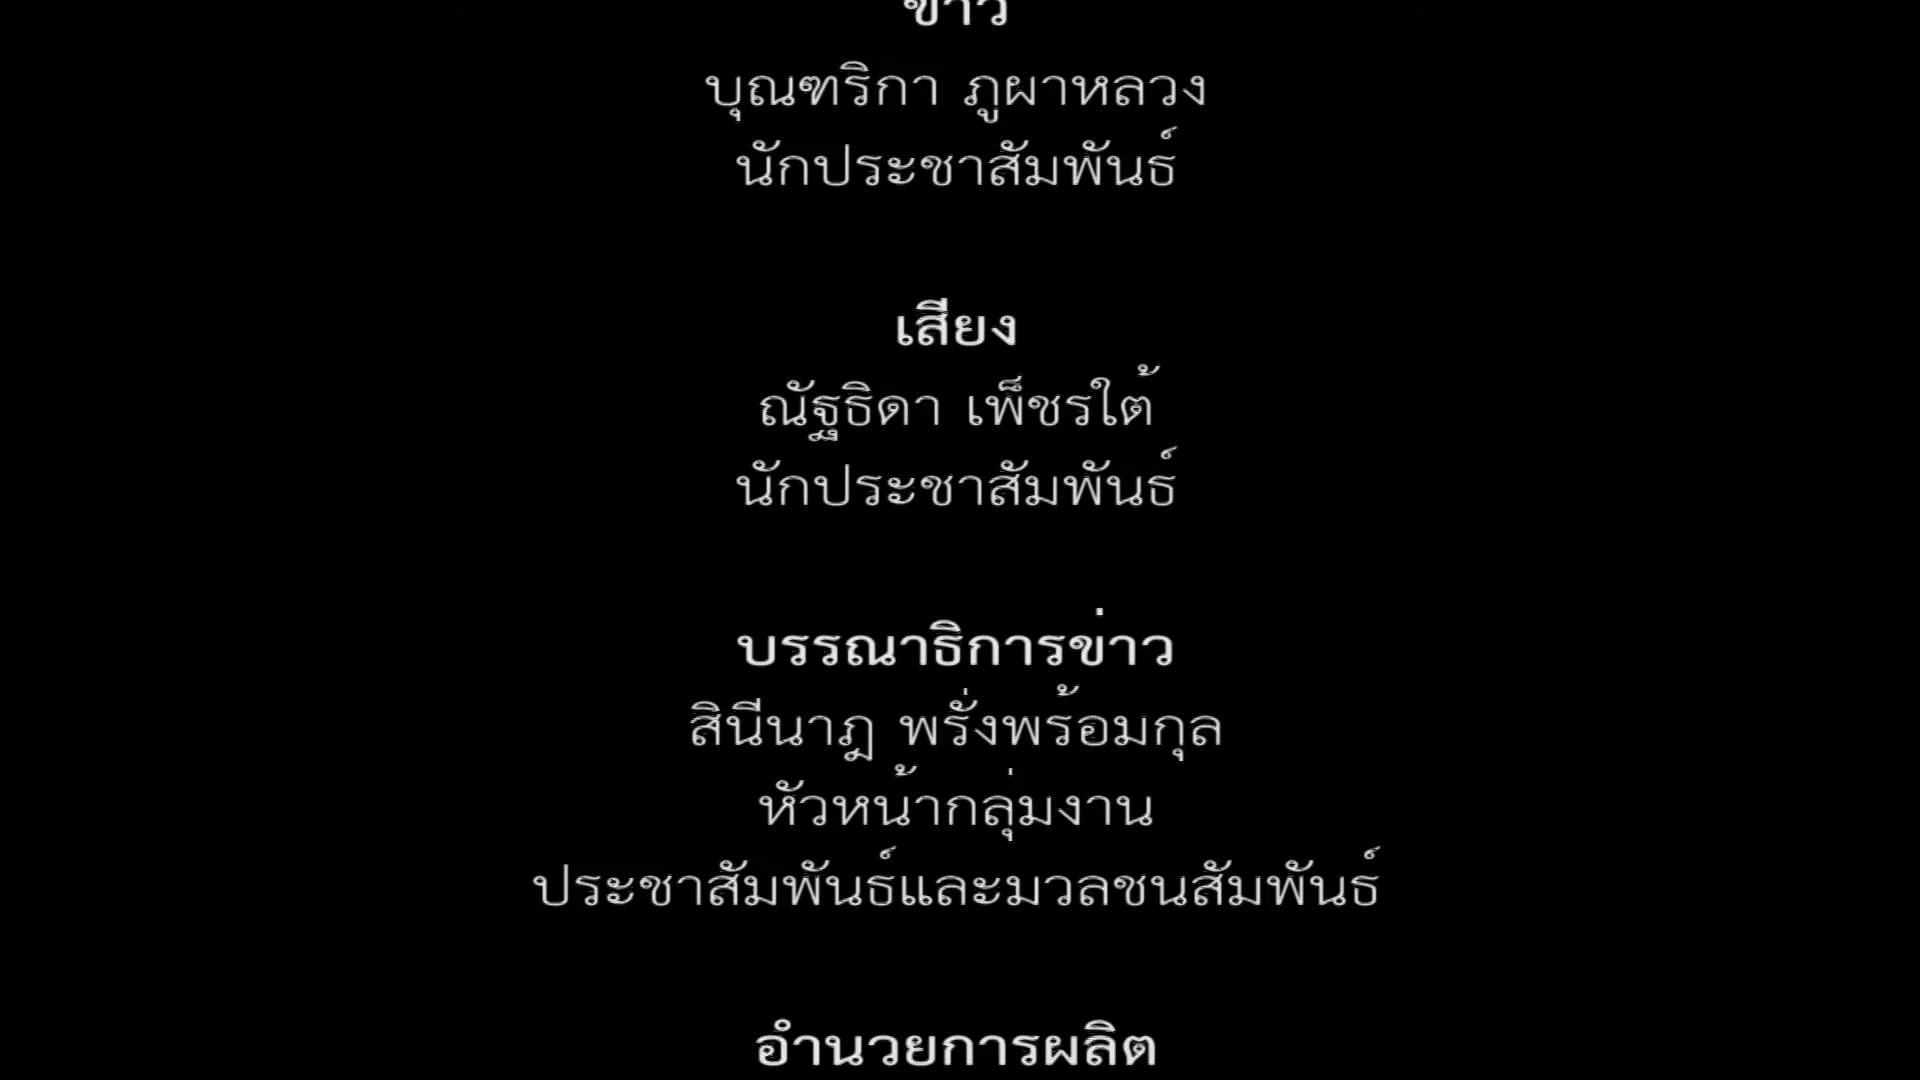 ข่าว
บุณฑริกา ภูผาหลวง
นักประชาสัมพันธ์
เสียง
ณัฐธิดา เพ็ชรใต้
นักประชาสัมพันธ์
บรรณาธิการข่าว
สินีนาฎ พรั่งพร้อมกุล
หัวหน้ากลุ่มงาน
ประชาสัมพันธ์และมวลชนสัมพันธ์
อำนวยการผลิต